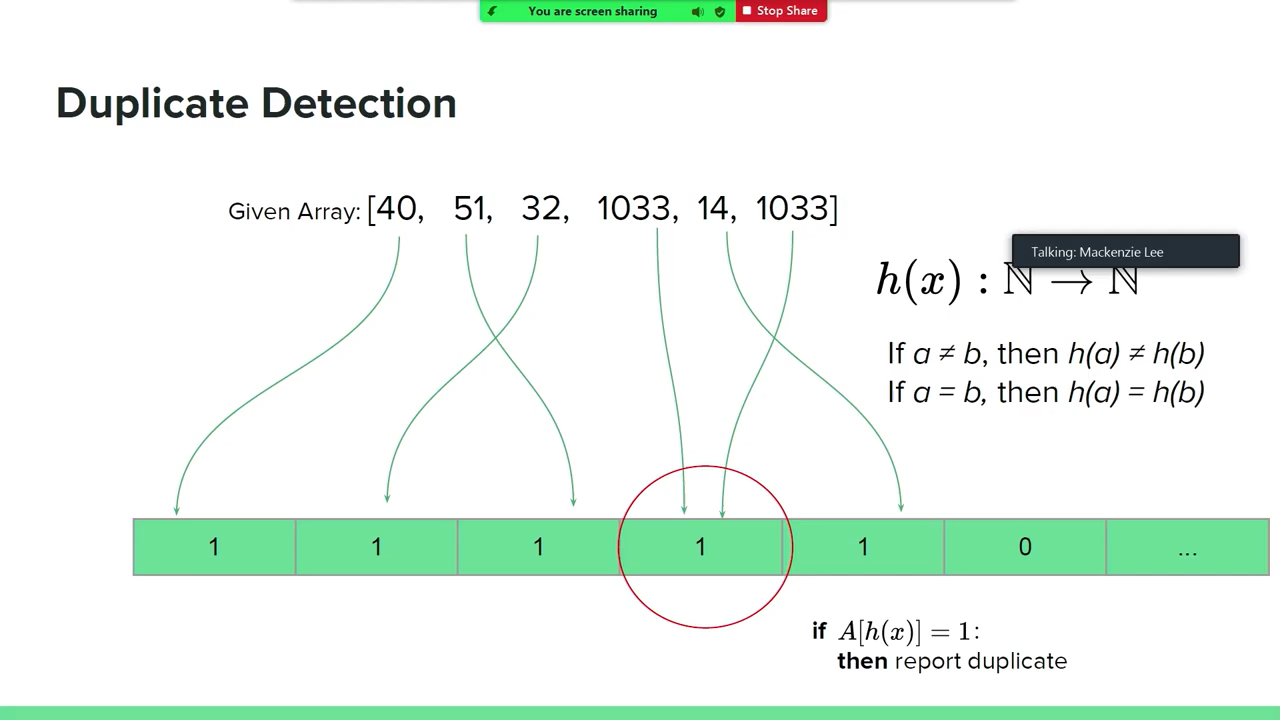 You are screen sharing Stop Share
Duplicate Detection
Given Array: [40, 51, 32, 1033, 14, 1033]
Talking: Mackenzie Lee
h(x) : ℕ → ℕ
If a ≠ b, then h(a) ≠ h(b)
If a = b, then h(a) = h(b)
1 1 1 1 1 0 ...
if A[h(x)] = 1:
then report duplicate